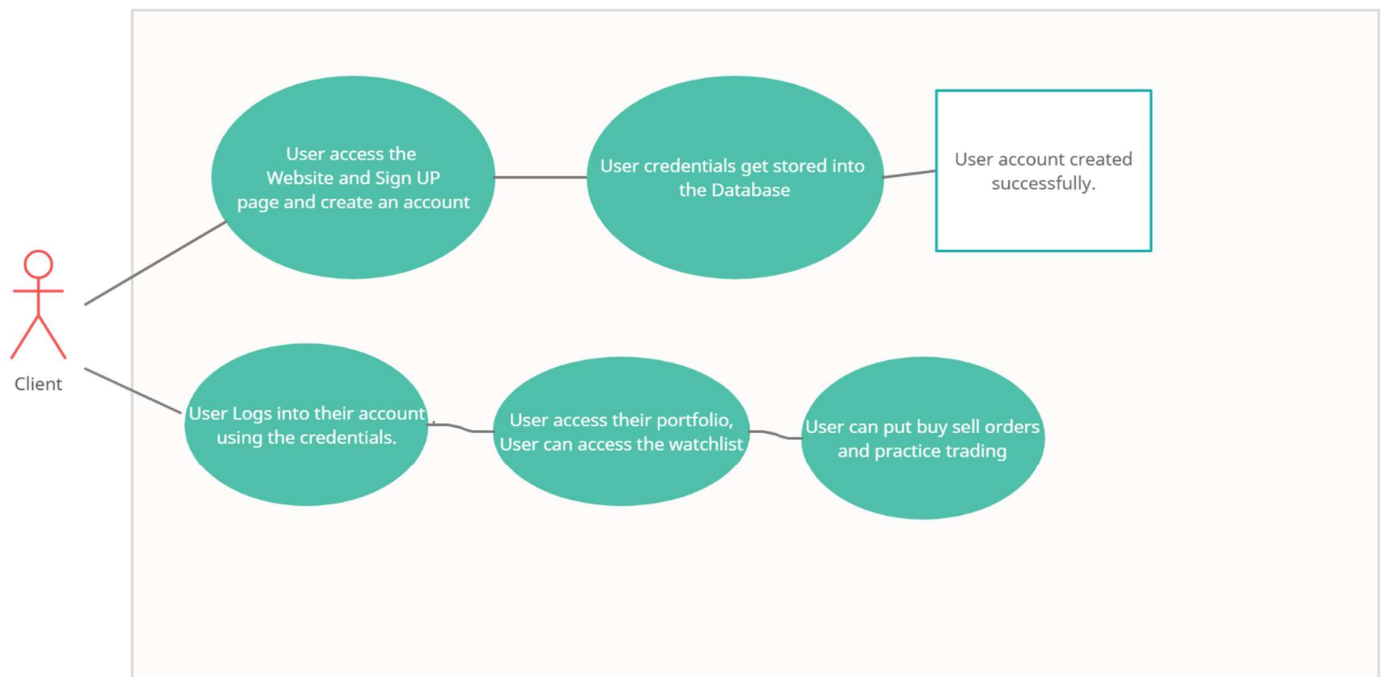 User access the
Website and Sign UP
page and create an account
User credentials get stored into
the Database
User account created
successfully.
Client
User Logs into their account
using the credentials.
User access their portfolio,
User can access the watchlist
User can put buy sell orders
and practice trading